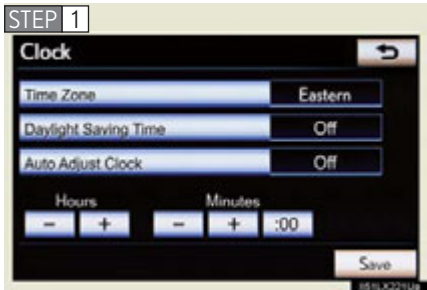 STEP 1
Clock
Time Zone Eastern
Daylight Saving Time Off
Auto Adjust Clock Off
Hours Minutes
- + - + :00
Save